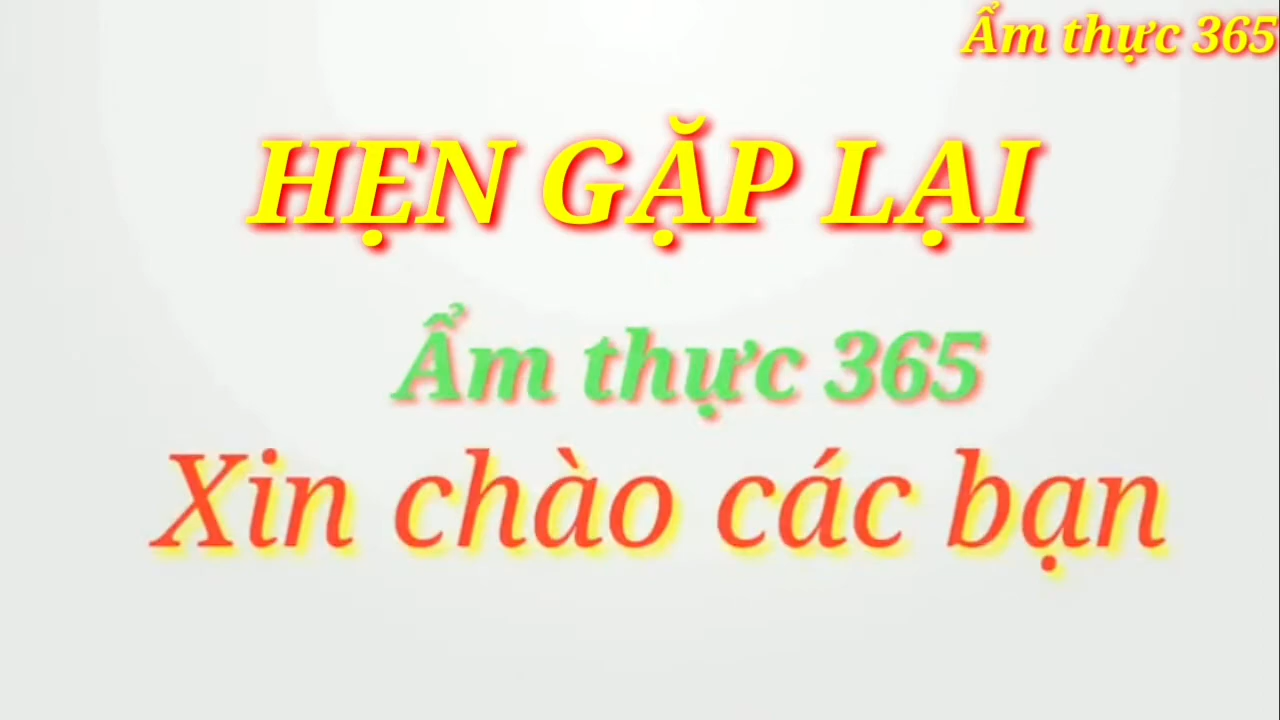 Ẩm thực 365
HẸN GẶP LẠI
Ẩm thực 365
Xin chào các bạn